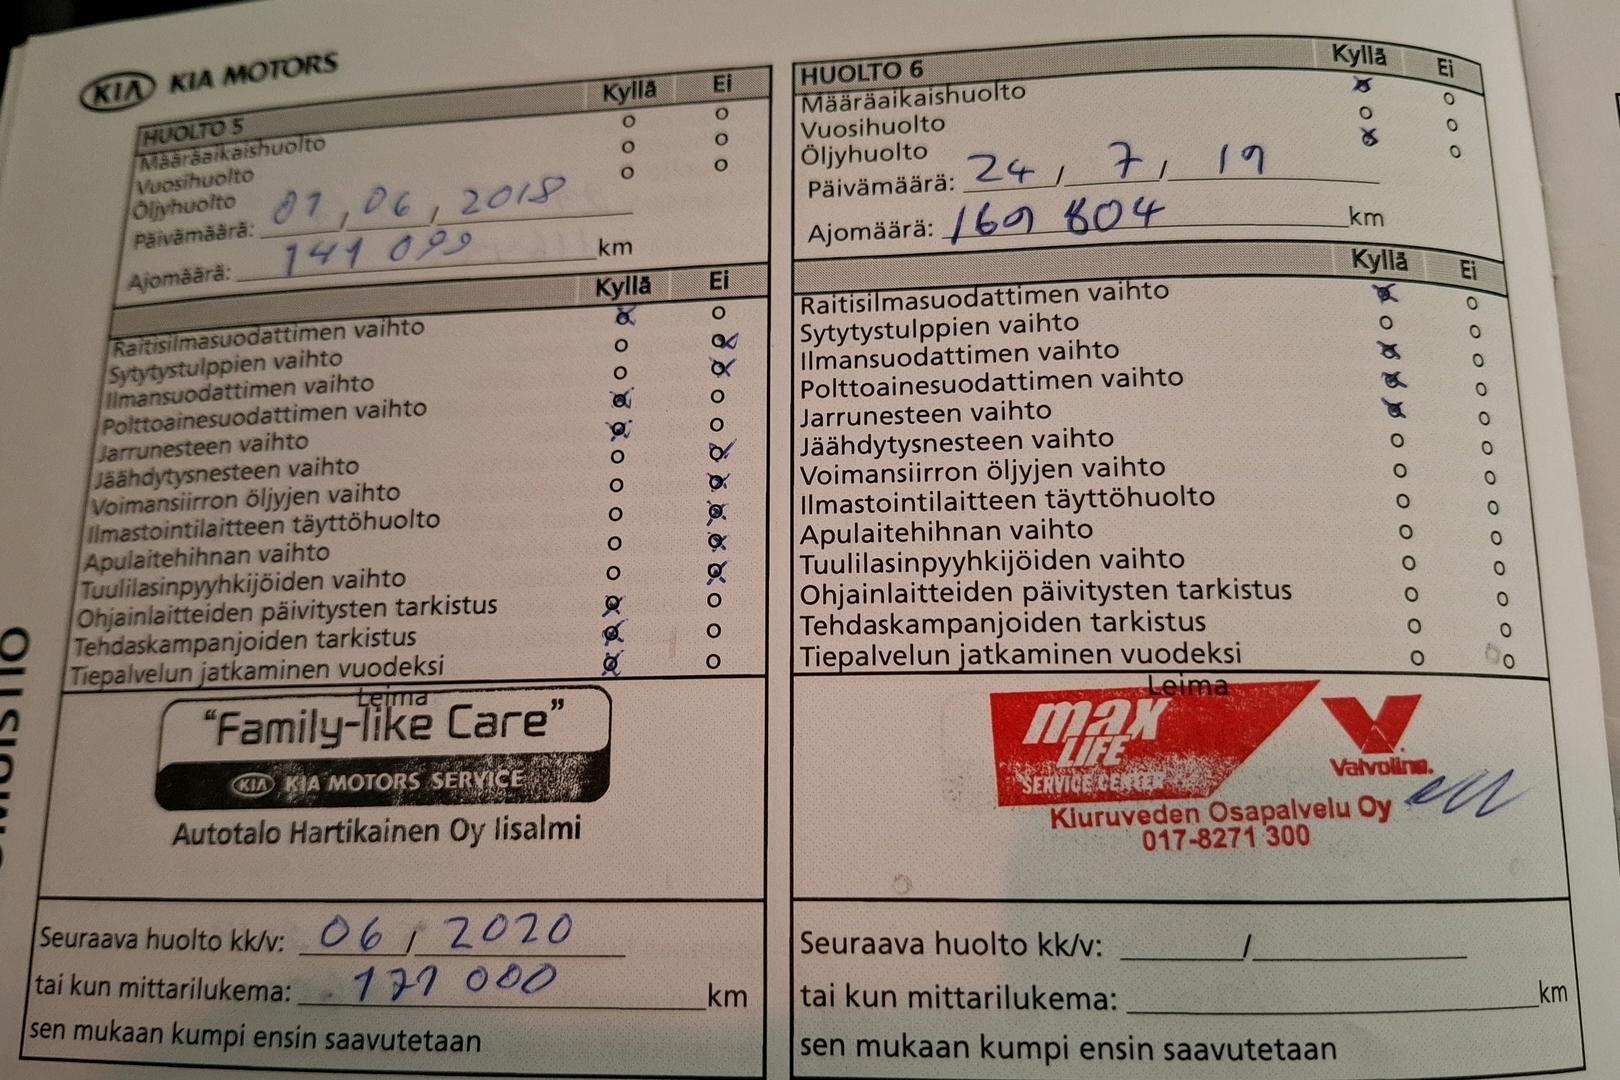 KIA KIA MOTORS
HUOLTO 5 Kyllä Ei
Määräaikaishuolto
Vuosihuolto
Öljyhuolto
Päivämäärä: 01, 06, 2018
Ajomäärä: 141 099 km
Kyllä Ei
Raitisilmasuodattimen vaihto
Sytytystulppien vaihto
Ilmansuodattimen vaihto
Polttoainesuodattimen vaihto
Jarrunesteen vaihto
Jäähdytysnesteen vaihto
Voimansiirron öljyjen vaihto
Ilmastointilaitteen täyttöhuolto
Apulaitehihnan vaihto
Tuulilasinpyyhkijöiden vaihto
Ohjainlaitteiden päivitysten tarkistus
Tehdaskampanjoiden tarkistus
Tiepalvelun jatkaminen vuodeksi
Leima
"Family-like Care"
KIA KIA MOTORS SERVICE
Autotalo Hartikainen Oy Iisalmi
Seuraava huolto kk/v: 06 / 2020
tai kun mittarilukema: 171 000 km
sen mukaan kumpi ensin saavutetaan
HUOLTO 6 Kyllä Ei
Määräaikaishuolto
Vuosihuolto
Öljyhuolto
Päivämäärä: 24 / 7 / 19
Ajomäärä: 169 804 km
Kyllä Ei
Raitisilmasuodattimen vaihto
Sytytystulppien vaihto
Ilmansuodattimen vaihto
Polttoainesuodattimen vaihto
Jarrunesteen vaihto
Jäähdytysnesteen vaihto
Voimansiirron öljyjen vaihto
Ilmastointilaitteen täyttöhuolto
Apulaitehihnan vaihto
Tuulilasinpyyhkijöiden vaihto
Ohjainlaitteiden päivitysten tarkistus
Tehdaskampanjoiden tarkistus
Tiepalvelun jatkaminen vuodeksi
Leima
max
LIFE
SERVICE CENTER
Valvoline.
Kiuruveden Osapalvelu Oy
017-8271 300
Seuraava huolto kk/v: /
tai kun mittarilukema: km
sen mukaan kumpi ensin saavutetaan